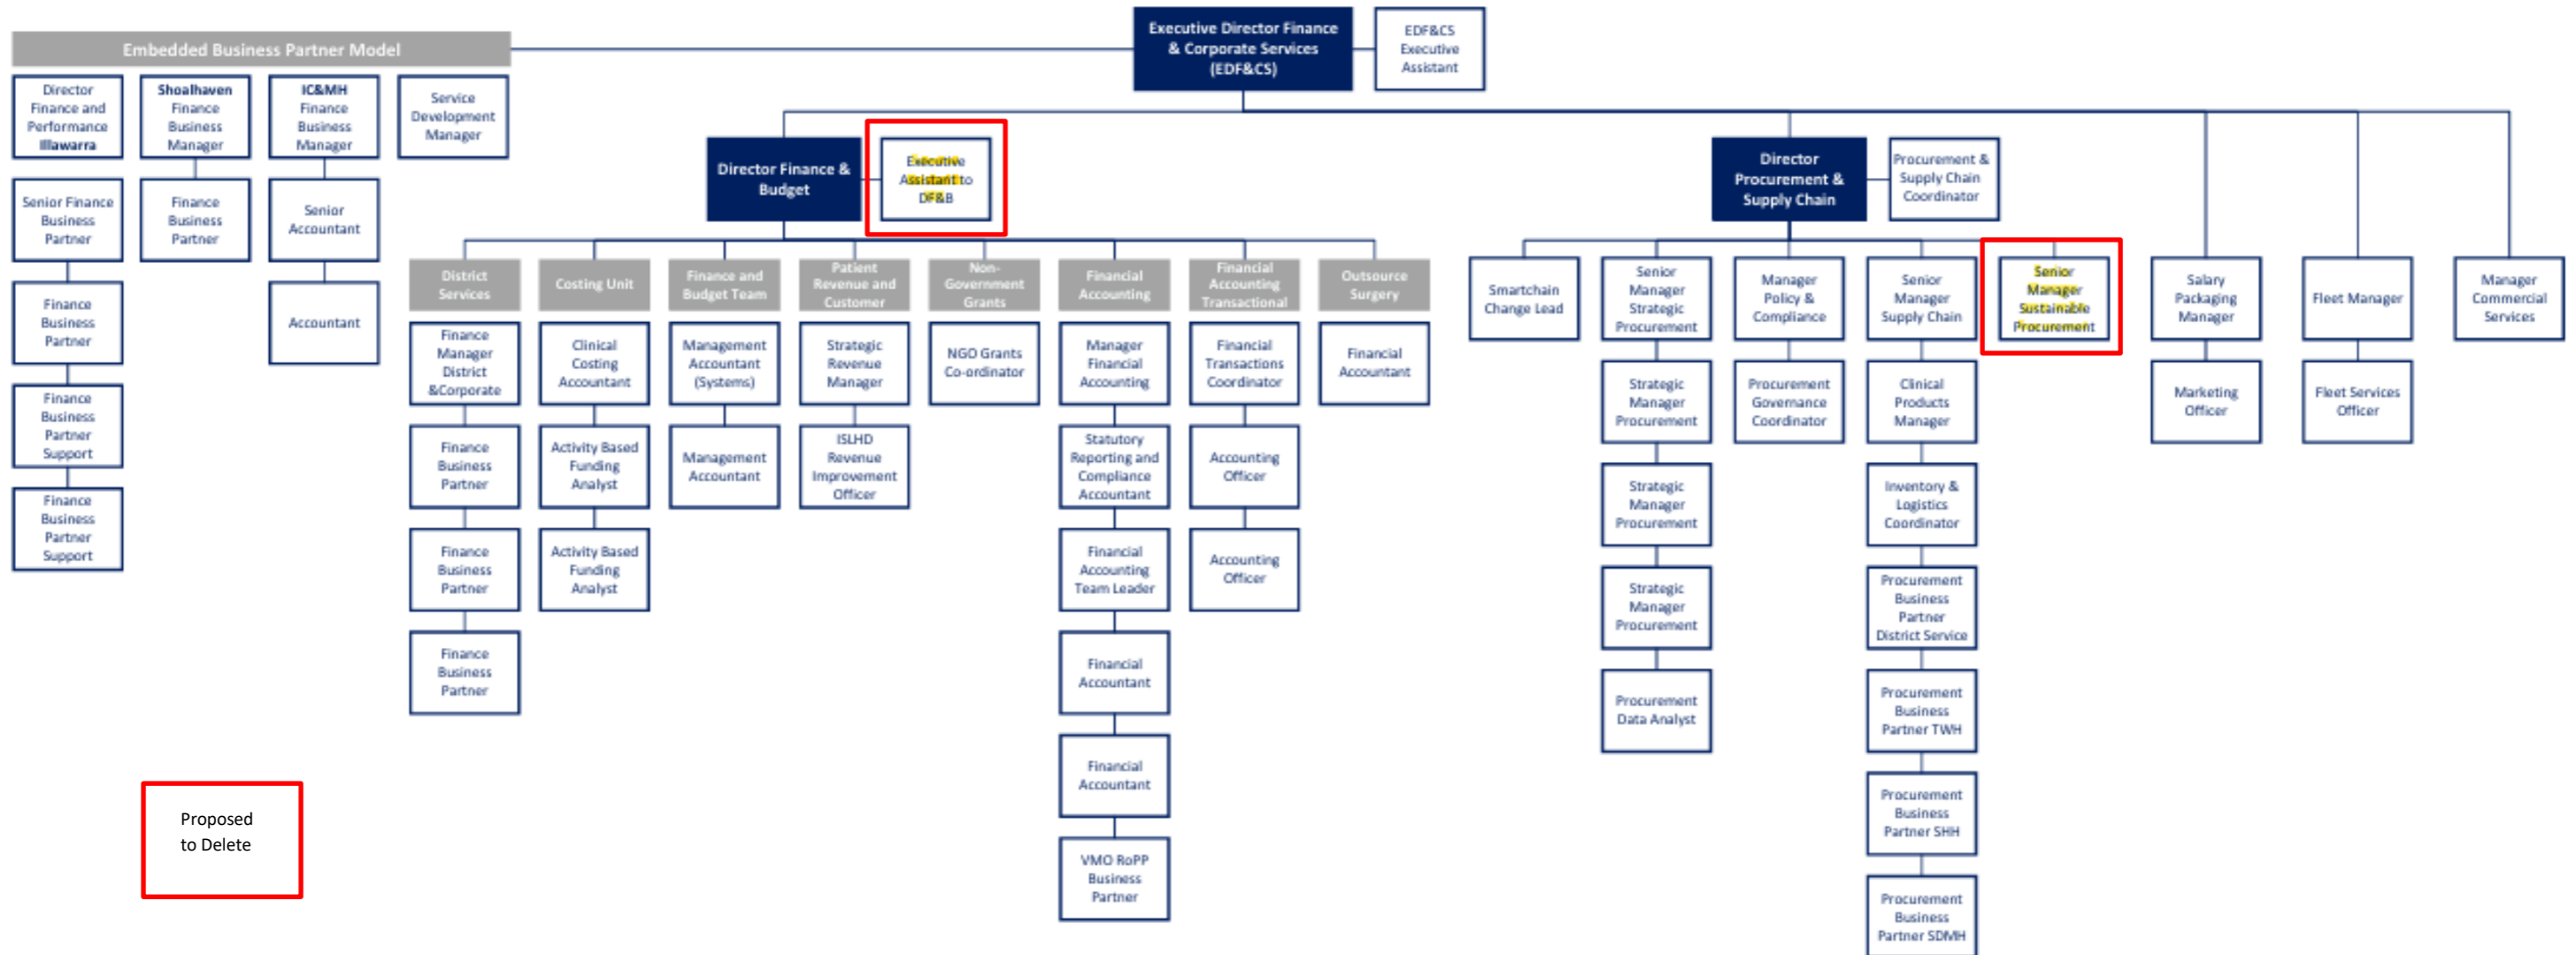 Executive Director Finance
& Corporate Services
(EDF&CS)
EDF&CS
Executive
Assistant
Embedded Business Partner Model
Director
Finance and
Performance
Illawarra
Senior Finance
Business
Partner
Finance
Business
Partner
Finance
Business
Partner
Support
Finance
Business
Partner
Support
Shoalhaven
Finance
Business
Manager
Finance
Business
Partner
IC&MH
Finance
Business
Manager
Senior
Accountant
Accountant
Service
Development
Manager
Director Finance &
Budget
Executive
Assistant to
DF&B
District
Services
Finance
Manager
District
&Corporate
Finance
Business
Partner
Finance
Business
Partner
Finance
Business
Partner
Costing Unit
Clinical
Costing
Accountant
Activity Based
Funding
Analyst
Activity Based
Funding
Analyst
Finance and
Budget Team
Management
Accountant
(Systems)
Management
Accountant
Patient
Revenue and
Customer
Strategic
Revenue
Manager
ISLHD
Revenue
Improvement
Officer
Non-
Government
Grants
NGO Grants
Co-ordinator
Financial
Accounting
Manager
Financial
Accounting
Statutory
Reporting and
Compliance
Accountant
Financial
Accounting
Team Leader
Financial
Accountant
Financial
Accountant
VMO RoPP
Business
Partner
Financial
Accounting
Transactional
Financial
Transactions
Coordinator
Accounting
Officer
Accounting
Officer
Outsource
Surgery
Financial
Accountant
Director
Procurement &
Supply Chain
Procurement &
Supply Chain
Coordinator
Smartchain
Change Lead
Senior
Manager
Strategic
Procurement
Strategic
Manager
Procurement
Strategic
Manager
Procurement
Strategic
Manager
Procurement
Procurement
Data Analyst
Manager
Policy &
Compliance
Procurement
Governance
Coordinator
Senior
Manager
Supply Chain
Clinical
Products
Manager
Inventory &
Logistics
Coordinator
Procurement
Business
Partner
District Service
Procurement
Business
Partner TWH
Procurement
Business
Partner SHH
Procurement
Business
Partner SDMH
Senior
Manager
Sustainable
Procurement
Salary
Packaging
Manager
Marketing
Officer
Fleet Manager
Fleet Services
Officer
Manager
Commercial
Services
Proposed
to Delete